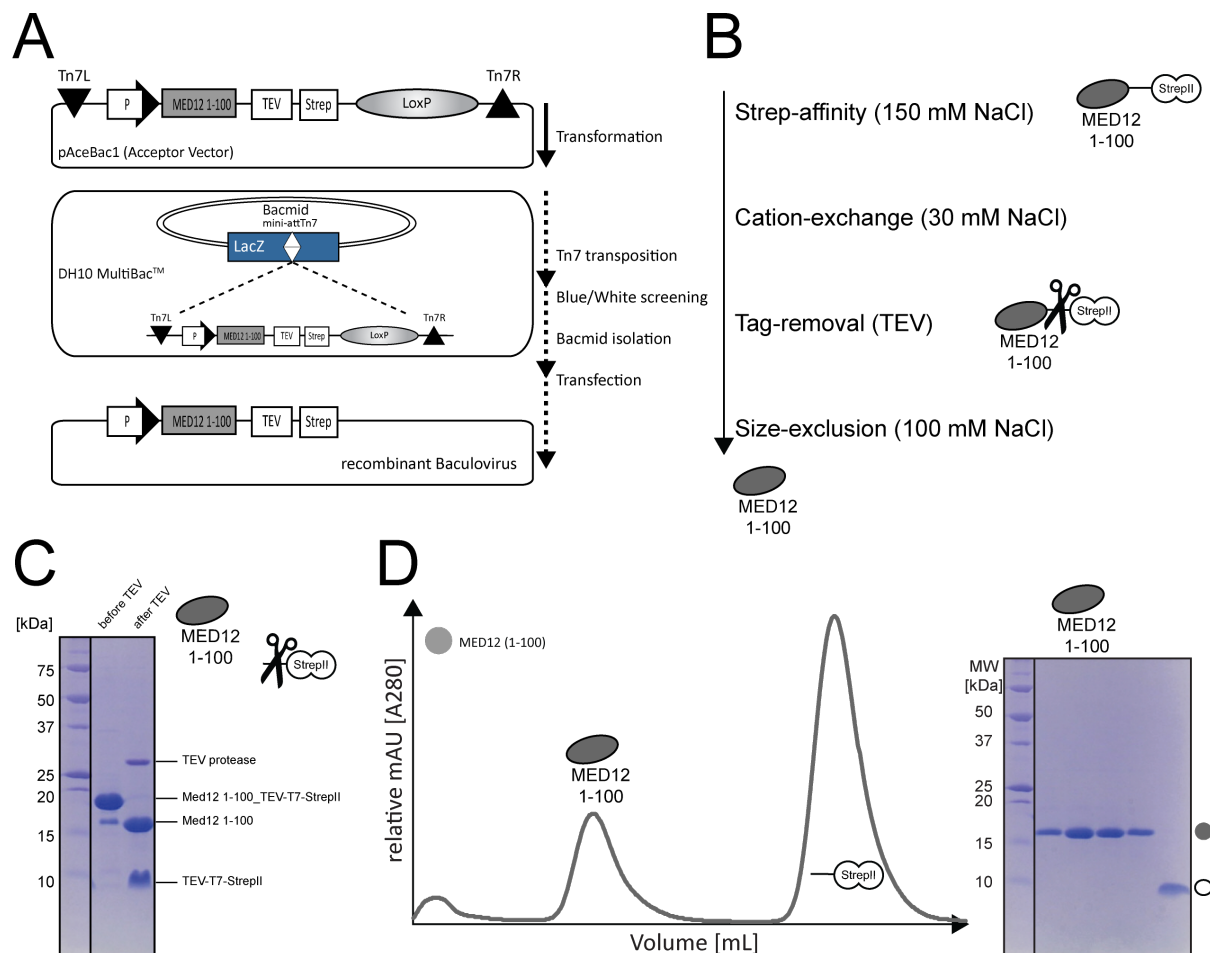 A
Tn7L
Tn7R
P
MED12 1-100
TEV
Strep
LoxP
pAceBac1 (Acceptor Vector)
Transformation
Bacmid
mini-attTn7
LacZ
DH10 MultiBac™
Tn7L
Tn7R
P
MED12 1-100
TEV
Strep
LoxP
Tn7 transposition
Blue/White screening
Bacmid isolation
Transfection
P
MED12 1-100
TEV
Strep
recombinant Baculovirus
B
Strep-affinity (150 mM NaCl)
StrepII
MED12
1-100
Cation-exchange (30 mM NaCl)
Tag-removal (TEV)
StrepII
MED12
1-100
Size-exclusion (100 mM NaCl)
MED12
1-100
C
before TEV
after TEV
[kDa]
75
50
37
25
20
15
10
MED12
1-100
StrepII
TEV protease
Med12 1-100_TEV-T7-StrepII
Med12 1-100
TEV-T7-StrepII
D
relative mAU [A280]
MED12 (1-100)
MED12
1-100
StrepII
Volume [mL]
MED12
1-100
MW
[kDa]
50
37
25
20
15
10